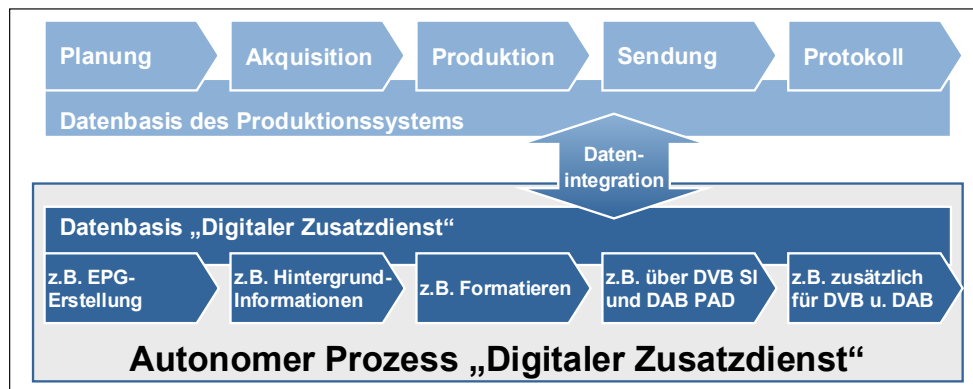 Planung
Akquisition
Produktion
Sendung
Protokoll
Datenbasis des Produktionssystems
Daten-
integration
Datenbasis „Digitaler Zusatzdienst“
z.B. EPG-
Erstellung
z.B. Hintergrund-
Informationen
z.B. Formatieren
z.B. über DVB SI
und DAB PAD
z.B. zusätzlich
für DVB u. DAB
Autonomer Prozess „Digitaler Zusatzdienst“